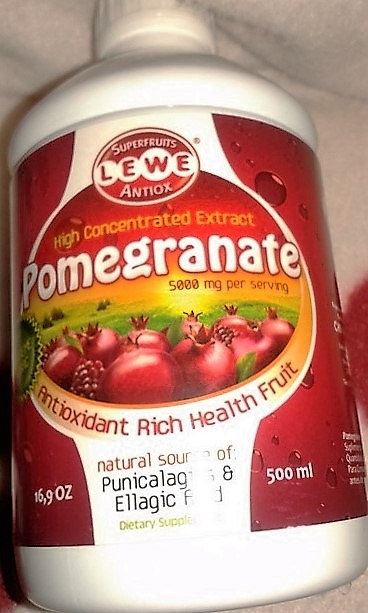 SUPERFRUITS
LEWE®
ANTIOX
High Concentrated Extract
Pomegranate
5000 mg per serving
Antioxidant Rich Health Fruit
natural of:
&
Ellagic
Dietary
16,9 OZ
500 ml